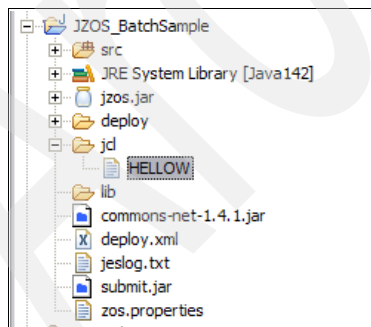 JZOS_BatchSample
src
JRE System Library [Java142]
jzos.jar
deploy
jcl
HELLOW
lib
commons-net-1.4.1.jar
deploy.xml
jeslog.txt
submit.jar
zos.properties